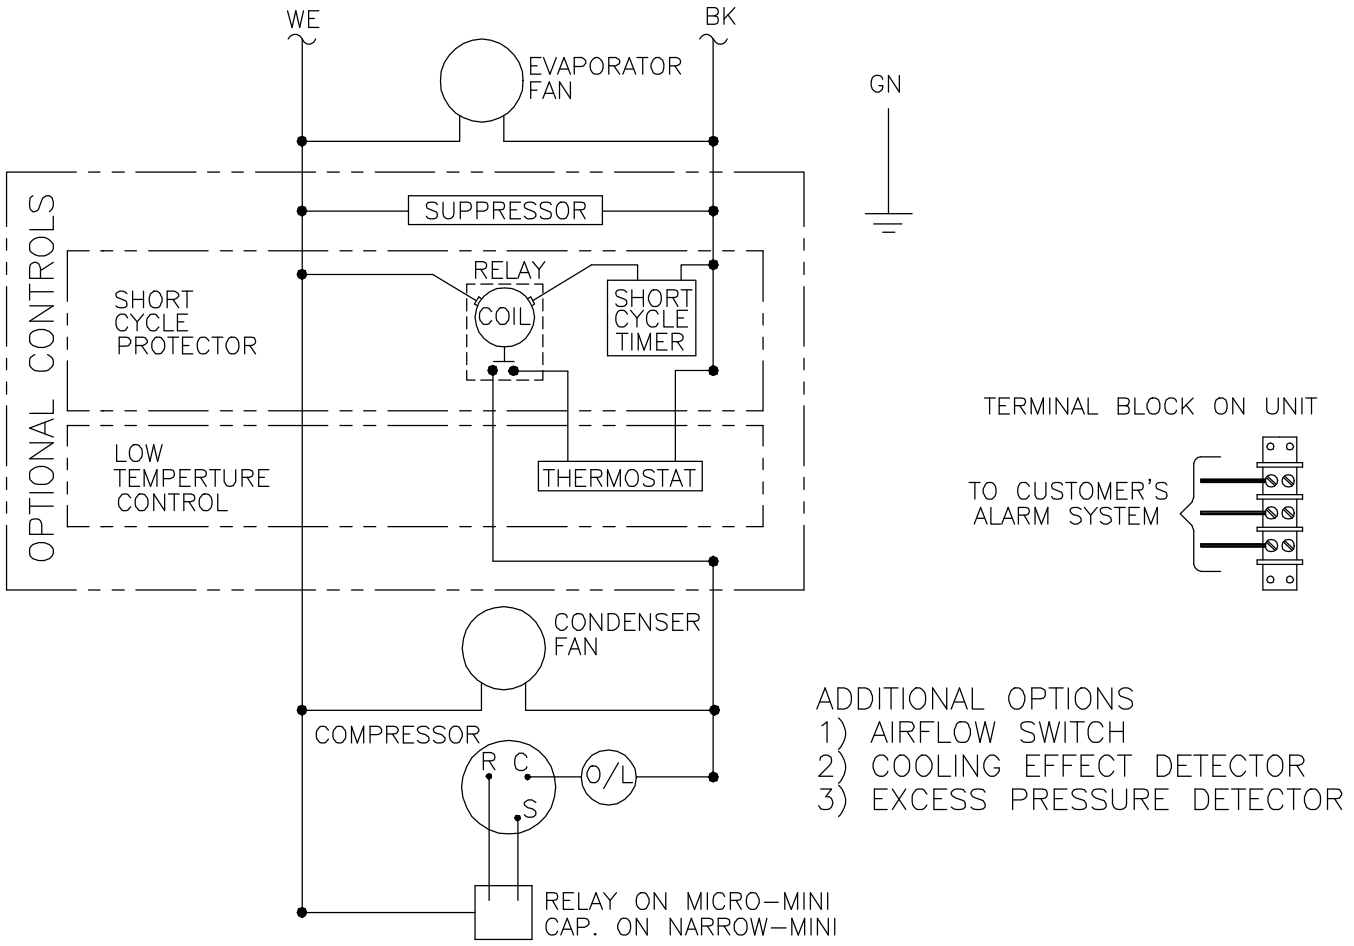 WE
BK
EVAPORATOR
FAN
GN
OPTIONAL CONTROLS
SUPPRESSOR
RELAY
COIL
SHORT
CYCLE
TIMER
SHORT
CYCLE
PROTECTOR
LOW
TEMPERTURE
CONTROL
THERMOSTAT
TERMINAL BLOCK ON UNIT
TO CUSTOMER'S
ALARM SYSTEM
CONDENSER
FAN
COMPRESSOR
R C
S
O/L
RELAY ON MICRO-MINI
CAP. ON NARROW-MINI
ADDITIONAL OPTIONS
1) AIRFLOW SWITCH
2) COOLING EFFECT DETECTOR
3) EXCESS PRESSURE DETECTOR